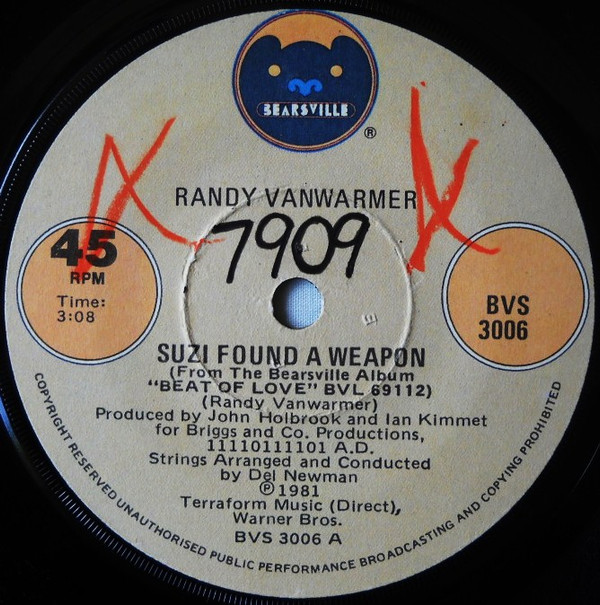 BEARSVILLE
®
RANDY VANWARMER
7909
45
RPM
Time:
3:08
BVS
3006
SUZI FOUND A WEAPON
(From The Bearsville Album
"BEAT OF LOVE" BVL 69112)
(Randy Vanwarmer)
Produced by John Holbrook and Ian Kimmet
for Briggs and Co. Productions,
11110111101 A.D.
Strings Arranged and Conducted
by Del Newman
℗ 1981
Terraform Music (Direct),
Warner Bros.
BVS 3006 A
COPYRIGHT RESERVED UNAUTHORISED PUBLIC PERFORMANCE BROADCASTING AND COPYING PROHIBITED